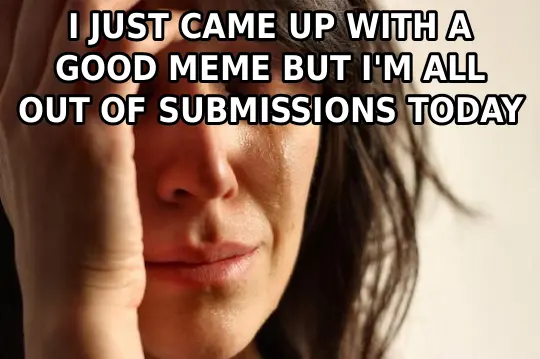 I JUST CAME UP WITH A
GOOD MEME BUT I'M ALL
OUT OF SUBMISSIONS TODAY